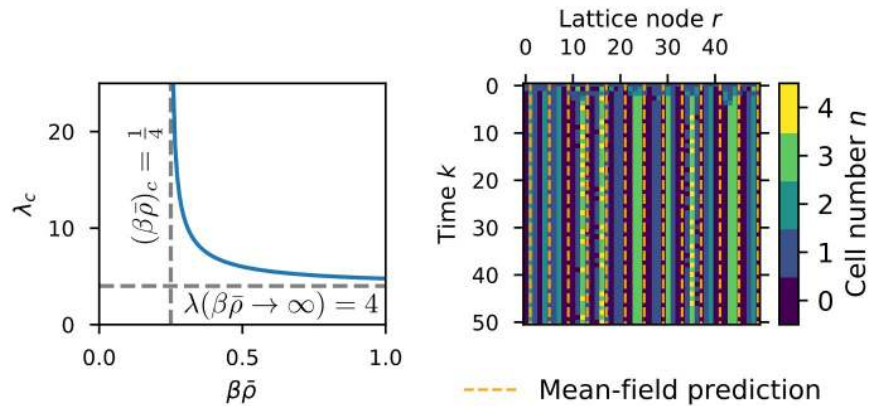 20
10
0
λ_c
(βρ̄)_c = 1/4
λ(βρ̄ → ∞) = 4
0.0 0.5 1.0
βρ̄
Lattice node r
0 10 20 30 40
0
10
20
30
40
50
Time k
4
3
2
1
0
Cell number n
Mean-field prediction